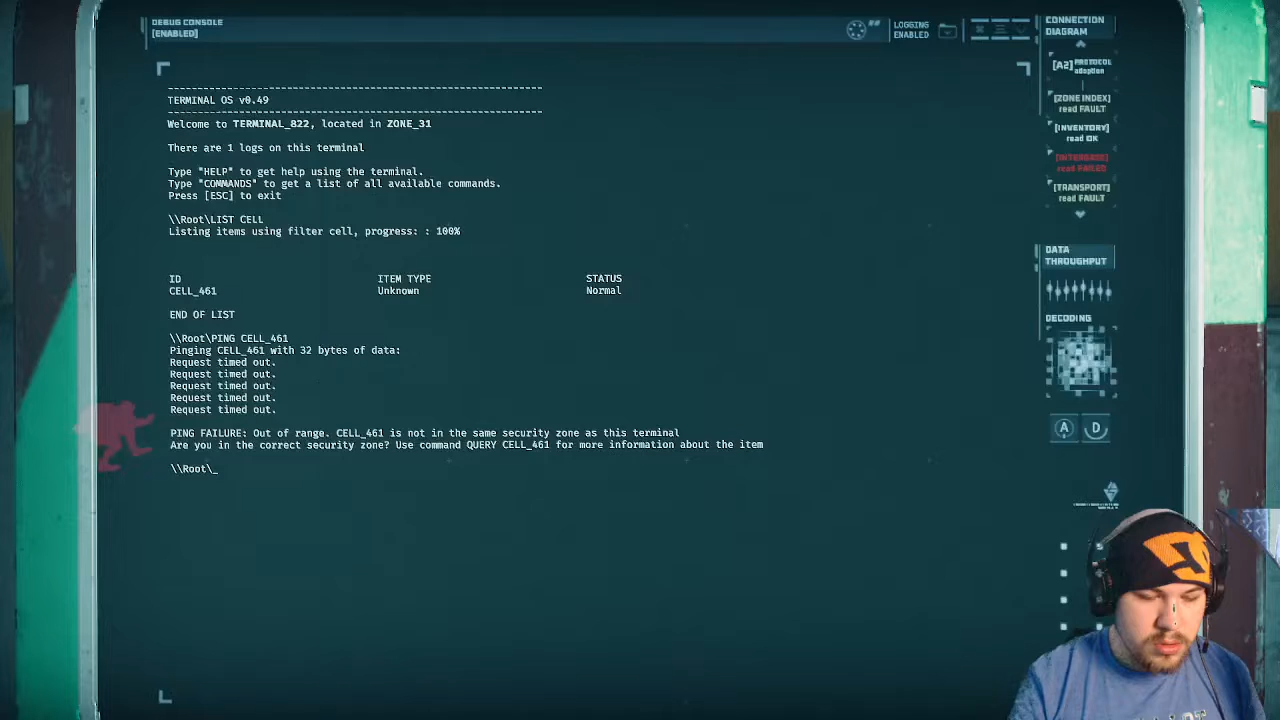 DEBUG CONSOLE
[ENABLED]
LOGGING
ENABLED
CONNECTION
DIAGRAM
[A2] PROTOCOL
adaption
[ZONE INDEX]
read FAULT
[INVENTORY]
read OK
read FAILED
[TRANSPORT]
read FAULT
DATA
THROUGHPUT
DECODING
A D
-------------------------------------------------------------
TERMINAL OS v0.49
-------------------------------------------------------------
Welcome to TERMINAL_822, located in ZONE_31
There are 1 logs on this terminal
Type "HELP" to get help using the terminal.
Type "COMMANDS" to get a list of all available commands.
Press [ESC] to exit
\\Root\LIST CELL
Listing items using filter cell, progress: : 100%
ID ITEM TYPE STATUS
CELL_461 Unknown Normal
END OF LIST
\\Root\PING CELL_461
Pinging CELL_461 with 32 bytes of data:
Request timed out.
Request timed out.
Request timed out.
Request timed out.
Request timed out.
PING FAILURE: Out of range. CELL_461 is not in the same security zone as this terminal
Are you in the correct security zone? Use command QUERY CELL_461 for more information about the item
\\Root\_